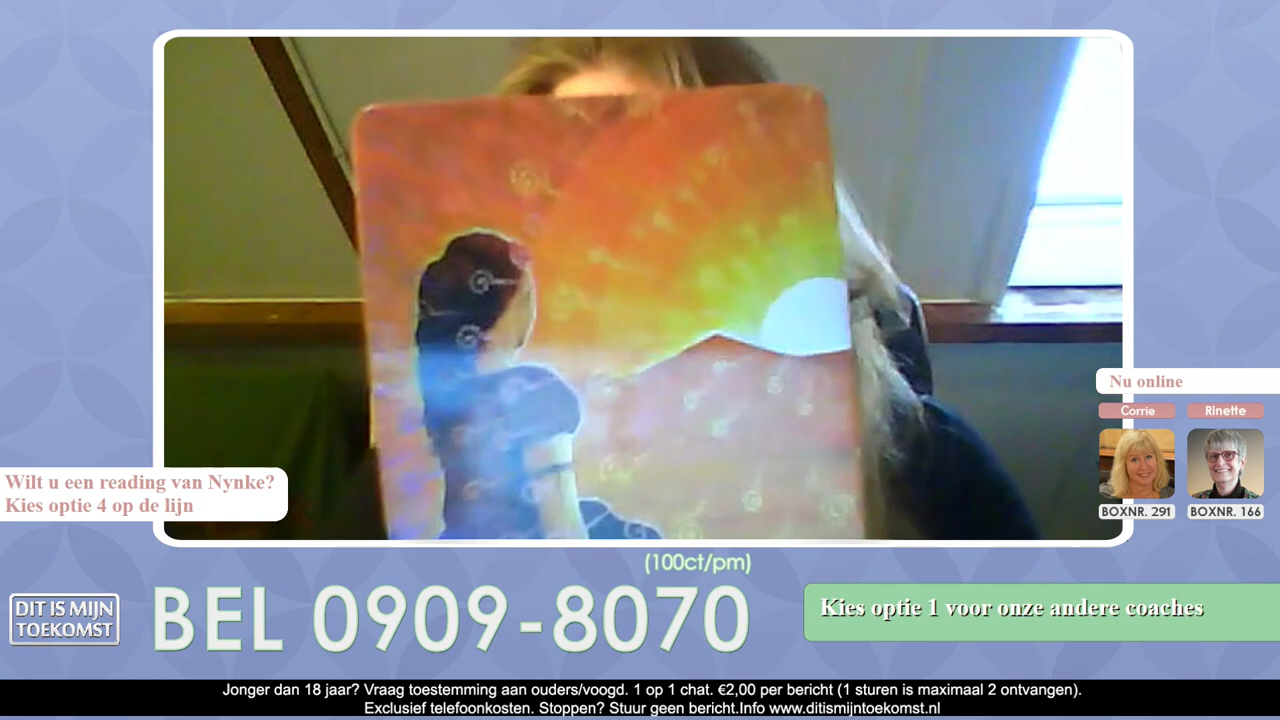 Nu online
Corrie
Rinette
BOXNR. 291
BOXNR. 166
Wilt u een reading van Nynke?
Kies optie 4 op de lijn
(100ct/pm)
DIT IS MIJN
TOEKOMST
BEL 0909-8070
Kies optie 1 voor onze andere coaches
Jonger dan 18 jaar? Vraag toestemming aan ouders/voogd. 1 op 1 chat. €2,00 per bericht (1 sturen is maximaal 2 ontvangen).
Exclusief telefoonkosten. Stoppen? Stuur geen bericht.Info www.ditismijntoekomst.nl